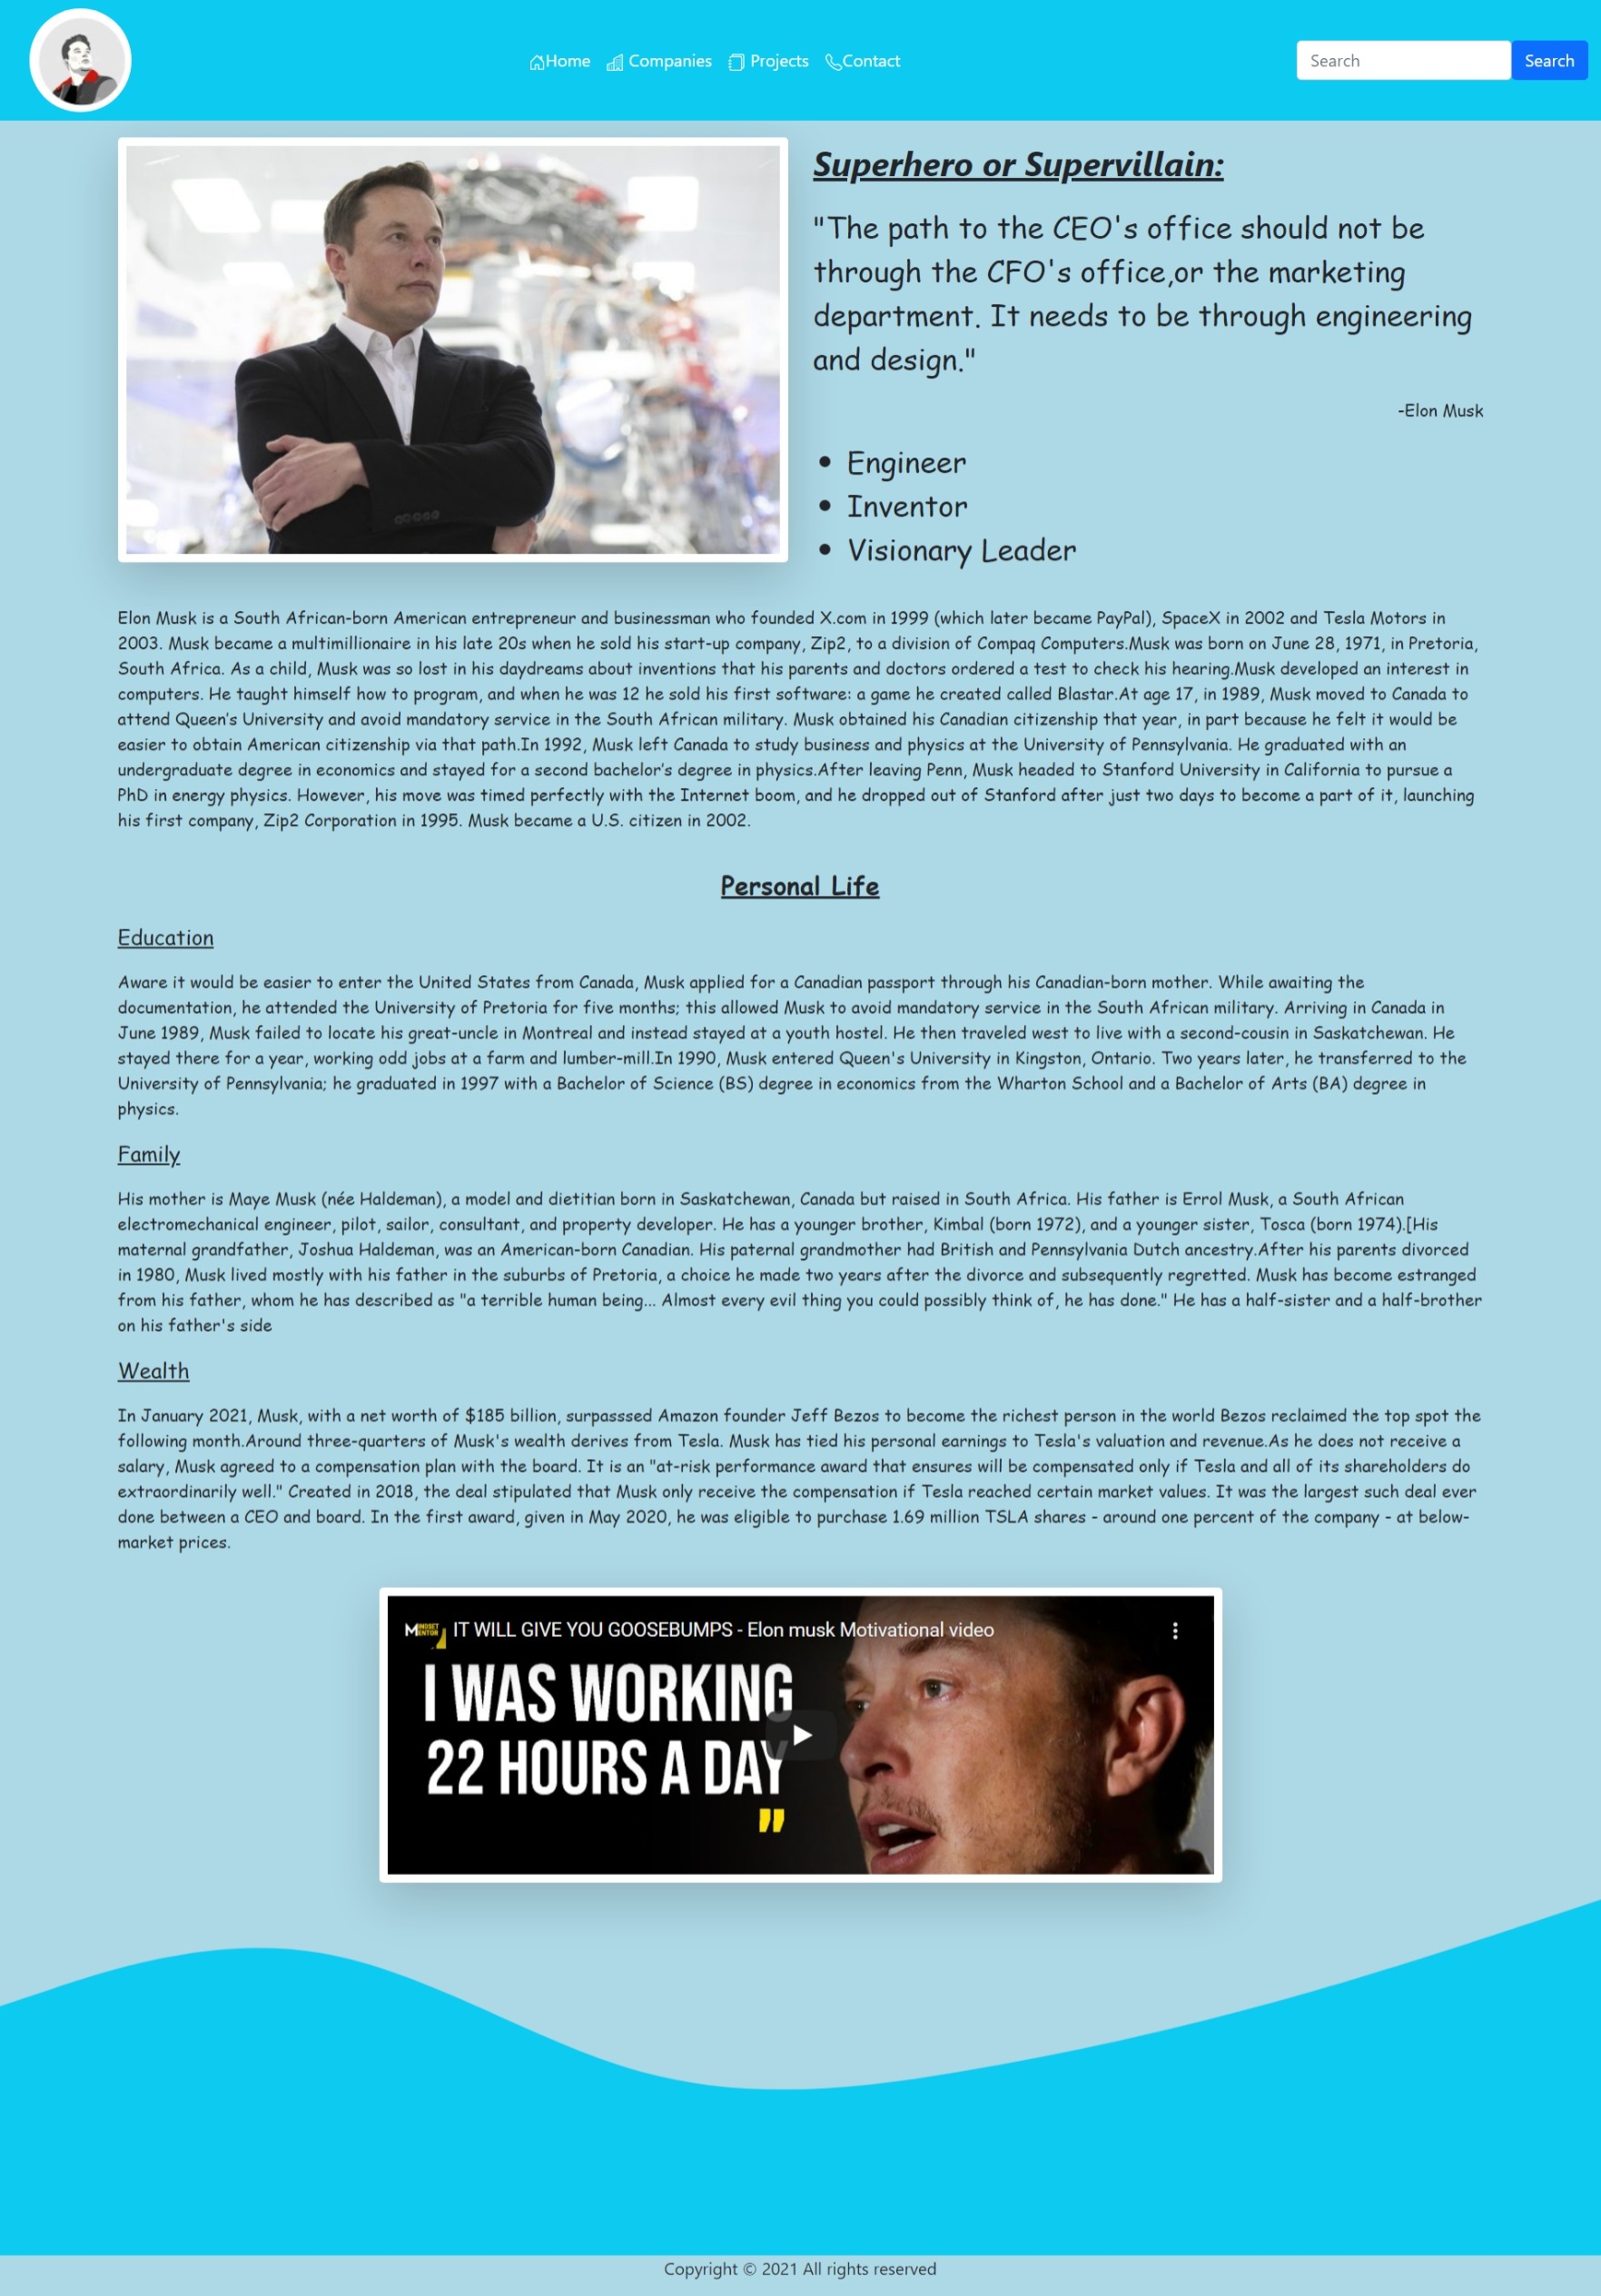 Home Companies Projects Contact Search Search
Superhero or Supervillain:
"The path to the CEO's office should not be
through the CFO's office,or the marketing
department. It needs to be through engineering
and design."
-Elon Musk
• Engineer
• Inventor
• Visionary Leader
Elon Musk is a South African-born American entrepreneur and businessman who founded X.com in 1999 (which later became PayPal), SpaceX in 2002 and Tesla Motors in
2003. Musk became a multimillionaire in his late 20s when he sold his start-up company, Zip2, to a division of Compaq Computers.Musk was born on June 28, 1971, in Pretoria,
South Africa. As a child, Musk was so lost in his daydreams about inventions that his parents and doctors ordered a test to check his hearing.Musk developed an interest in
computers. He taught himself how to program, and when he was 12 he sold his first software: a game he created called Blastar.At age 17, in 1989, Musk moved to Canada to
attend Queen’s University and avoid mandatory service in the South African military. Musk obtained his Canadian citizenship that year, in part because he felt it would be
easier to obtain American citizenship via that path.In 1992, Musk left Canada to study business and physics at the University of Pennsylvania. He graduated with an
undergraduate degree in economics and stayed for a second bachelor’s degree in physics.After leaving Penn, Musk headed to Stanford University in California to pursue a
PhD in energy physics. However, his move was timed perfectly with the Internet boom, and he dropped out of Stanford after just two days to become a part of it, launching
his first company, Zip2 Corporation in 1995. Musk became a U.S. citizen in 2002.
Personal Life
Education
Aware it would be easier to enter the United States from Canada, Musk applied for a Canadian passport through his Canadian-born mother. While awaiting the
documentation, he attended the University of Pretoria for five months; this allowed Musk to avoid mandatory service in the South African military. Arriving in Canada in
June 1989, Musk failed to locate his great-uncle in Montreal and instead stayed at a youth hostel. He then traveled west to live with a second-cousin in Saskatchewan. He
stayed there for a year, working odd jobs at a farm and lumber-mill.In 1990, Musk entered Queen's University in Kingston, Ontario. Two years later, he transferred to the
University of Pennsylvania; he graduated in 1997 with a Bachelor of Science (BS) degree in economics from the Wharton School and a Bachelor of Arts (BA) degree in
physics.
Family
His mother is Maye Musk (née Haldeman), a model and dietitian born in Saskatchewan, Canada but raised in South Africa. His father is Errol Musk, a South African
electromechanical engineer, pilot, sailor, consultant, and property developer. He has a younger brother, Kimbal (born 1972), and a younger sister, Tosca (born 1974).[His
maternal grandfather, Joshua Haldeman, was an American-born Canadian. His paternal grandmother had British and Pennsylvania Dutch ancestry.After his parents divorced
in 1980, Musk lived mostly with his father in the suburbs of Pretoria, a choice he made two years after the divorce and subsequently regretted. Musk has become estranged
from his father, whom he has described as "a terrible human being... Almost every evil thing you could possibly think of, he has done." He has a half-sister and a half-brother
on his father's side
Wealth
In January 2021, Musk, with a net worth of $185 billion, surpasssed Amazon founder Jeff Bezos to become the richest person in the world Bezos reclaimed the top spot the
following month.Around three-quarters of Musk's wealth derives from Tesla. Musk has tied his personal earnings to Tesla's valuation and revenue.As he does not receive a
salary, Musk agreed to a compensation plan with the board. It is an "at-risk performance award that ensures will be compensated only if Tesla and all of its shareholders do
extraordinarily well." Created in 2018, the deal stipulated that Musk only receive the compensation if Tesla reached certain market values. It was the largest such deal ever
done between a CEO and board. In the first award, given in May 2020, he was eligible to purchase 1.69 million TSLA shares - around one percent of the company - at below-
market prices.
MINDSET MENTOR IT WILL GIVE YOU GOOSEBUMPS - Elon musk Motivational video
I WAS WORKING
22 HOURS A DAY
"
Copyright © 2021 All rights reserved